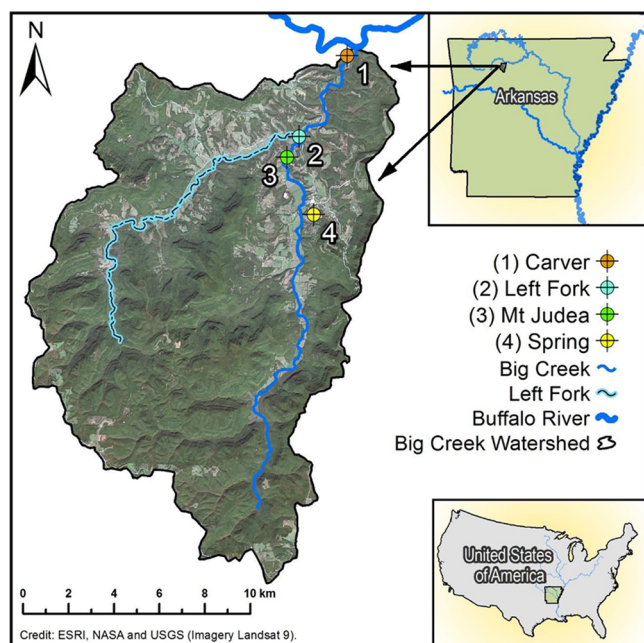 N
1
2
3
4
Arkansas
(1) Carver
(2) Left Fork
(3) Mt Judea
(4) Spring
Big Creek
Left Fork
Buffalo River
Big Creek Watershed
United States
of America
0 2 4 6 8 10 km
Credit: ESRI, NASA and USGS (Imagery Landsat 9).